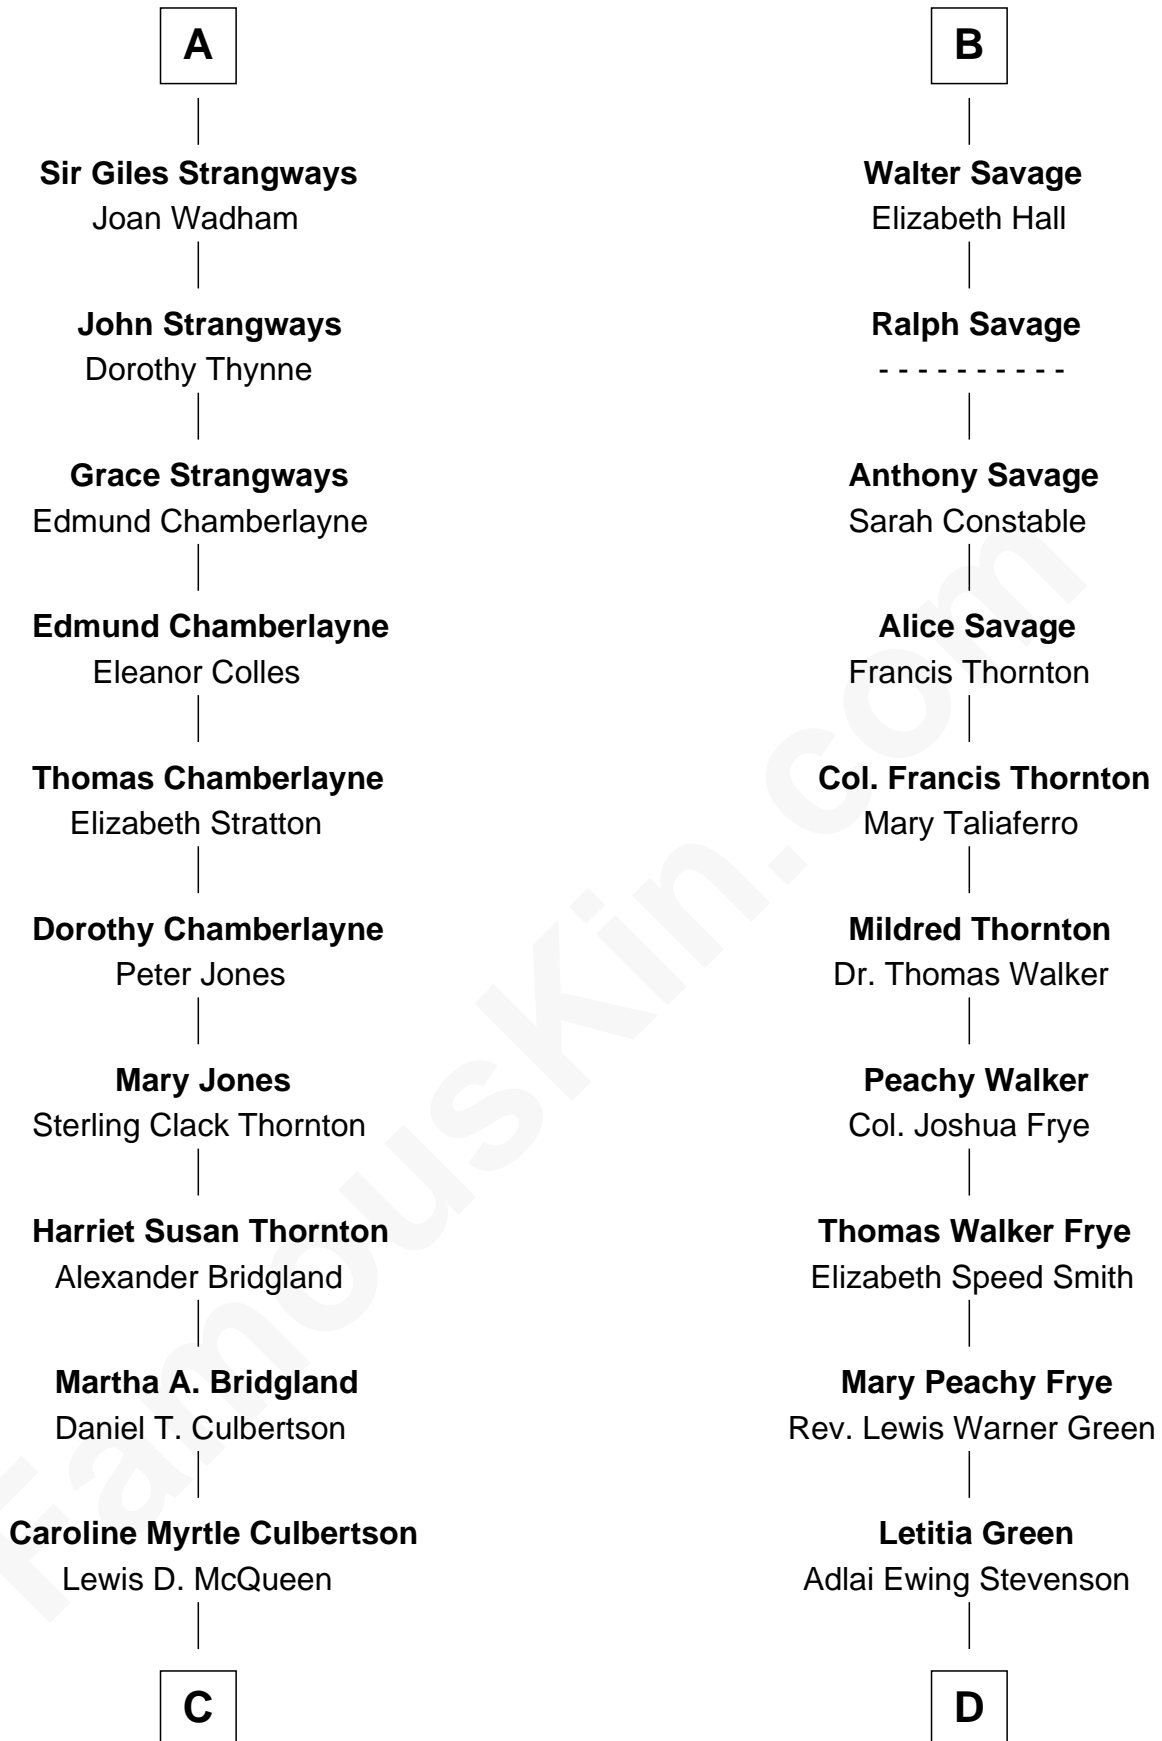 A
Sir Giles Strangways
Joan Wadham
John Strangways
Dorothy Thynne
Grace Strangways
Edmund Chamberlayne
Edmund Chamberlayne
Eleanor Colles
Thomas Chamberlayne
Elizabeth Stratton
Dorothy Chamberlayne
Peter Jones
Mary Jones
Sterling Clack Thornton
Harriet Susan Thornton
Alexander Bridgland
Martha A. Bridgland
Daniel T. Culbertson
Caroline Myrtle Culbertson
Lewis D. McQueen
C
B
Walter Savage
Elizabeth Hall
Ralph Savage
- - - - - - - - - -
Anthony Savage
Sarah Constable
Alice Savage
Francis Thornton
Col. Francis Thornton
Mary Taliaferro
Mildred Thornton
Dr. Thomas Walker
Peachy Walker
Col. Joshua Frye
Thomas Walker Frye
Elizabeth Speed Smith
Mary Peachy Frye
Rev. Lewis Warner Green
Letitia Green
Adlai Ewing Stevenson
D
FamousKin.com